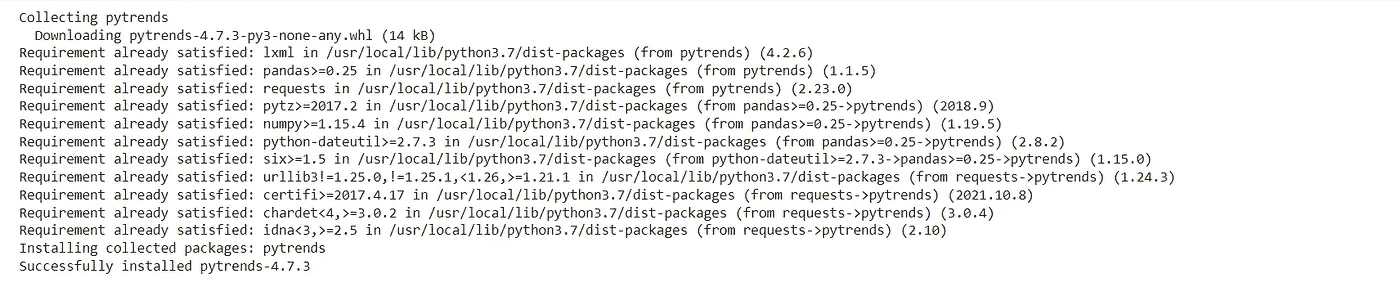 Collecting pytrends
Downloading pytrends-4.7.3-py3-none-any.whl (14 kB)
Requirement already satisfied: lxml in /usr/local/lib/python3.7/dist-packages (from pytrends) (4.2.6)
Requirement already satisfied: pandas>=0.25 in /usr/local/lib/python3.7/dist-packages (from pytrends) (1.1.5)
Requirement already satisfied: requests in /usr/local/lib/python3.7/dist-packages (from pytrends) (2.23.0)
Requirement already satisfied: pytz>=2017.2 in /usr/local/lib/python3.7/dist-packages (from pandas>=0.25->pytrends) (2018.9)
Requirement already satisfied: numpy>=1.15.4 in /usr/local/lib/python3.7/dist-packages (from pandas>=0.25->pytrends) (1.19.5)
Requirement already satisfied: python-dateutil>=2.7.3 in /usr/local/lib/python3.7/dist-packages (from pandas>=0.25->pytrends) (2.8.2)
Requirement already satisfied: six>=1.5 in /usr/local/lib/python3.7/dist-packages (from python-dateutil>=2.7.3->pandas>=0.25->pytrends) (1.15.0)
Requirement already satisfied: urllib3!=1.25.0,!=1.25.1,<1.26,>=1.21.1 in /usr/local/lib/python3.7/dist-packages (from requests->pytrends) (1.24.3)
Requirement already satisfied: certifi>=2017.4.17 in /usr/local/lib/python3.7/dist-packages (from requests->pytrends) (2021.10.8)
Requirement already satisfied: chardet<4,>=3.0.2 in /usr/local/lib/python3.7/dist-packages (from requests->pytrends) (3.0.4)
Requirement already satisfied: idna<3,>=2.5 in /usr/local/lib/python3.7/dist-packages (from requests->pytrends) (2.10)
Installing collected packages: pytrends
Successfully installed pytrends-4.7.3